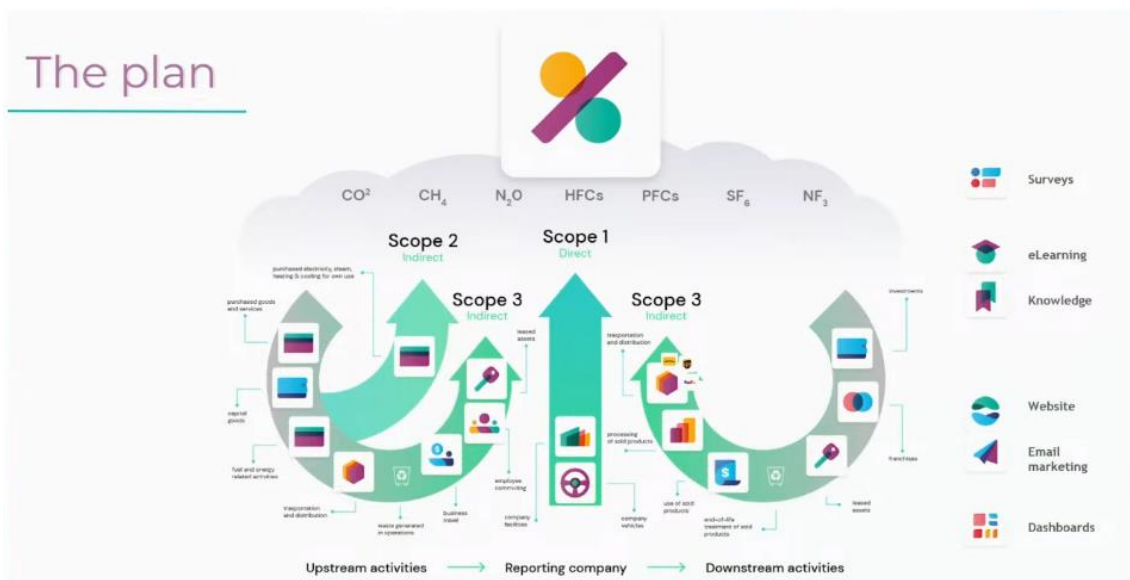 The plan
CO²
CH₄
N₂O
HFCs
PFCs
SF₆
NF₃
Scope 2
Indirect
Scope 1
Direct
Scope 3
Indirect
Scope 3
Indirect
purchased electricity, steam,
heating & cooling for own use
purchased goods
and services
capital
goods
fuel and energy
related activities
transportation
and distribution
waste generated
in operations
business
travel
employee
commuting
leased
assets
company
facilities
company
vehicles
transportation
and distribution
processing
of sold products
use of sold
products
end-of-life
treatment of sold
products
leased
assets
franchises
investments
Upstream activities
Reporting company
Downstream activities
Surveys
eLearning
Knowledge
Website
Email
marketing
Dashboards